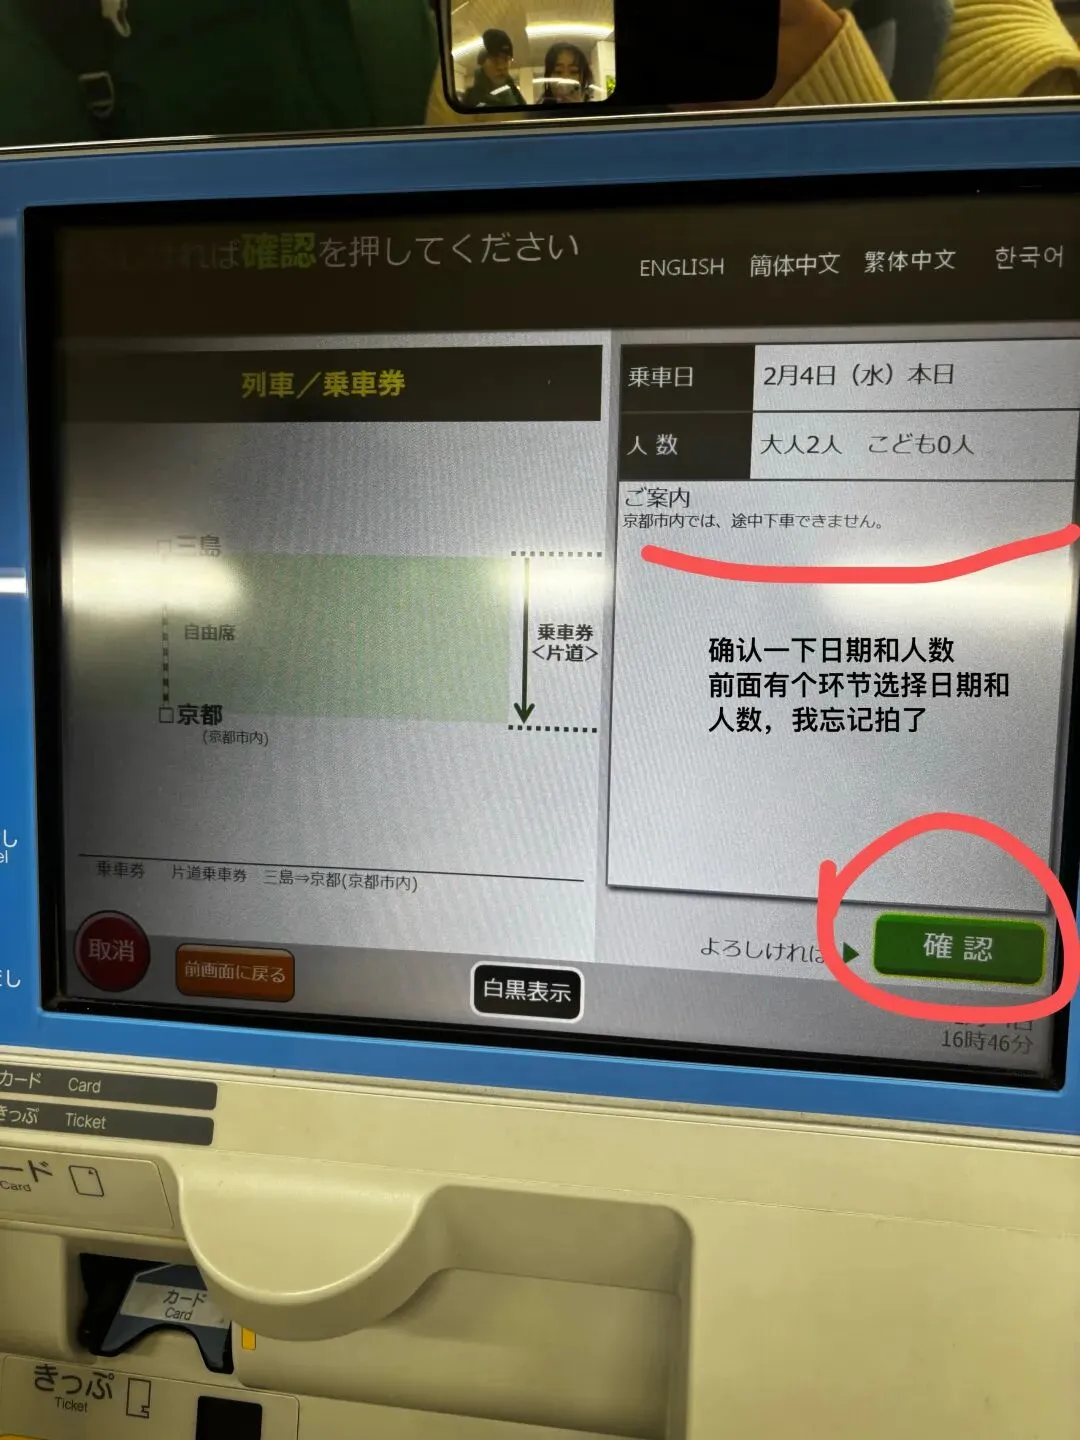 ければ確認を押してください
ENGLISH 簡体中文 繁体中文 한국어
列車／乗車券
乗車日 2月4日（水）本日
人数 大人2人 こども0人
ご案内
京都市内では、途中下車できません。
三島
自由席
乗車券
<片道>
京都
(京都市内)
确认一下日期和人数
前面有个环节选择日期和
人数，我忘记拍了
乗車券 片道乗車券 三島⇒京都(京都市内)
取消
前画面に戻る
白黒表示
よろしければ
確認
16時46分
カード Card
きっぷ Ticket
ード
Card
カード
Card
きっぷ
Ticket